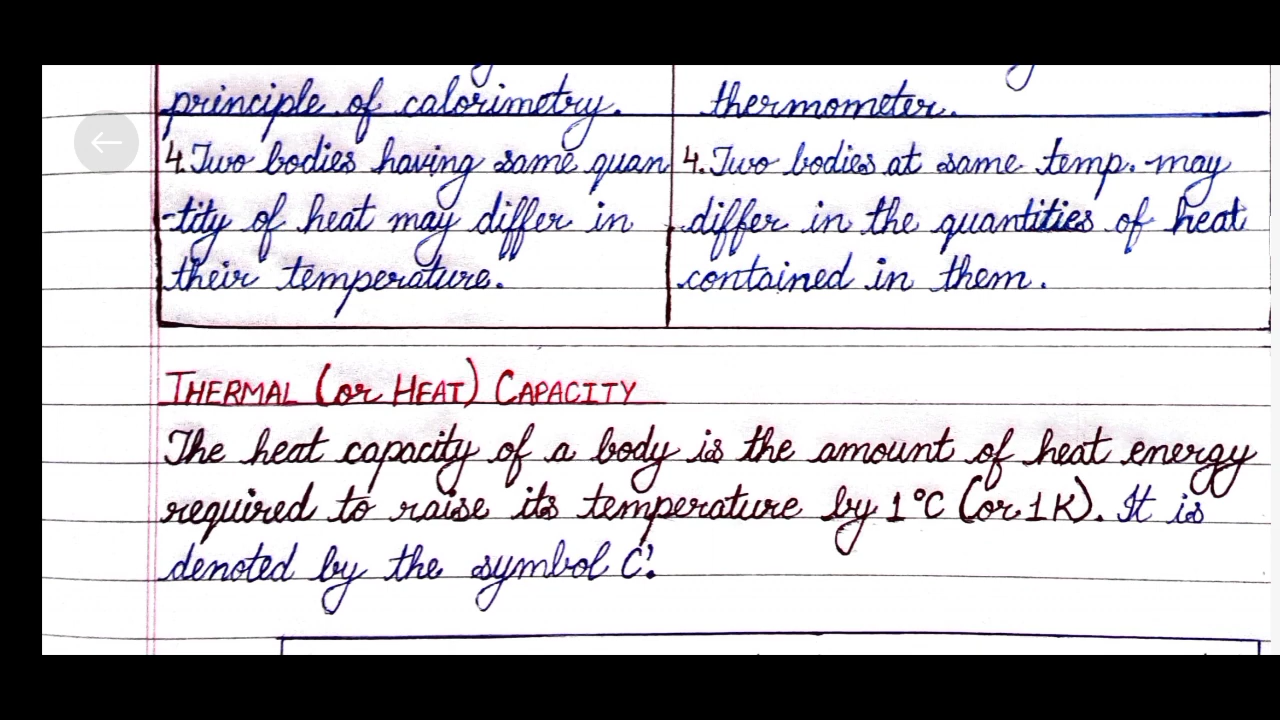 principle of calorimetry.
thermometer.
4. Two bodies having same quan
-tity of heat may differ in
their temperature.
4. Two bodies at same temp. may
differ in the quantities of heat
contained in them.
THERMAL (or HEAT) CAPACITY
The heat capacity of a body is the amount of heat energy
required to raise its temperature by 1°C (or 1K). It is
denoted by the symbol C'.